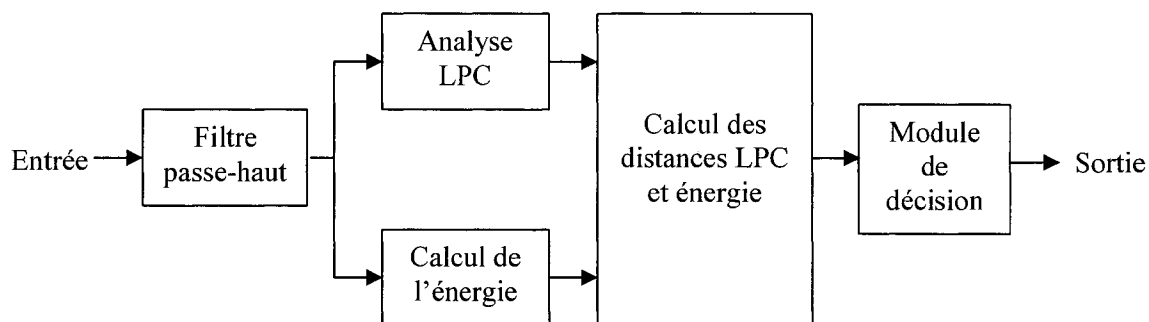 Entrée
Filtre
passe-haut
Analyse
LPC
Calcul de
l'énergie
Calcul des
distances LPC
et énergie
Module
de
décision
Sortie